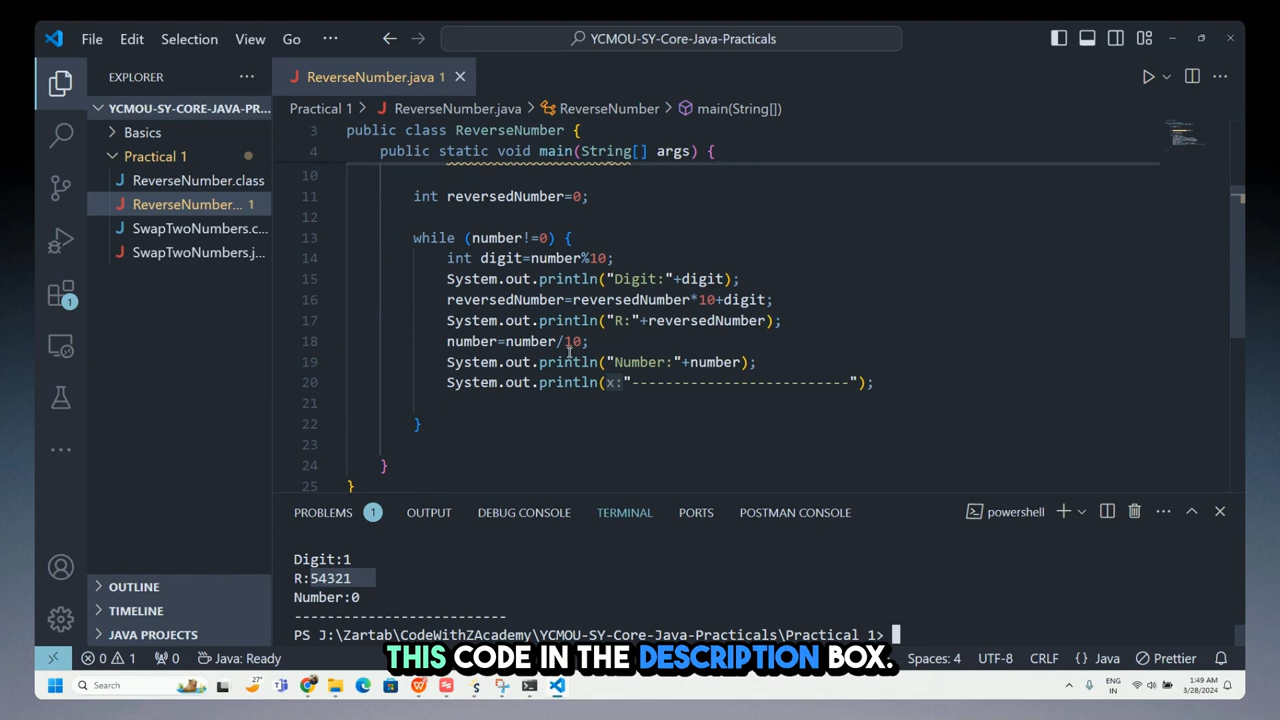 File Edit Selection View Go ··· YCMOU-SY-Core-Java-Practicals
EXPLORER ···
ReverseNumber.java 1
YCMOU-SY-CORE-JAVA-PR...
Practical 1 > ReverseNumber.java > ReverseNumber > main(String[])
Basics
Practical 1
ReverseNumber.class
ReverseNumber... 1
SwapTwoNumbers.c...
SwapTwoNumbers.j...
3 public class ReverseNumber {
4 public static void main(String[] args) {
10
11 int reversedNumber=0;
12
13 while (number!=0) {
14 int digit=number%10;
15 System.out.println("Digit:"+digit);
16 reversedNumber=reversedNumber*10+digit;
17 System.out.println("R:"+reversedNumber);
18 number=number/10;
19 System.out.println("Number:"+number);
20 System.out.println(x:"--------------------------");
21
22 }
23
24 }
25 }
1
PROBLEMS 1 OUTPUT DEBUG CONSOLE TERMINAL PORTS POSTMAN CONSOLE powershell
Digit:1
R:54321
Number:0
--------------------------
PS J:\Zartab\CodeWithZAcademy\YCMOU-SY-Core-Java-Practicals\Practical 1>
OUTLINE
TIMELINE
JAVA PROJECTS
THIS CODE IN THE DESCRIPTION BOX.
0 1 0 Java: Ready Spaces: 4 UTF-8 CRLF {} Java Prettier
Search 27° ENG IN 1:49 AM 3/28/2024